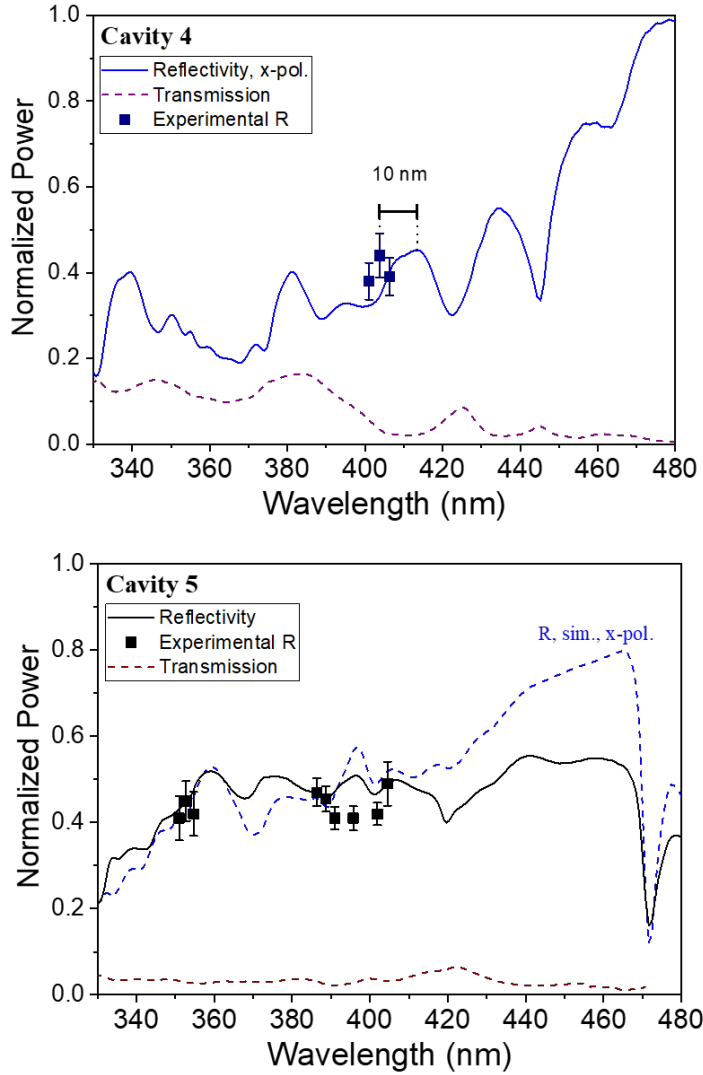 Cavity 4
Reflectivity, x-pol.
Transmission
Experimental R
10 nm
Normalized Power
1.0
0.8
0.6
0.4
0.2
0.0
340 360 380 400 420 440 460 480
Wavelength (nm)
Cavity 5
Reflectivity
Experimental R
Transmission
R, sim., x-pol.
Normalized Power
1.0
0.8
0.6
0.4
0.2
0.0
340 360 380 400 420 440 460 480
Wavelength (nm)